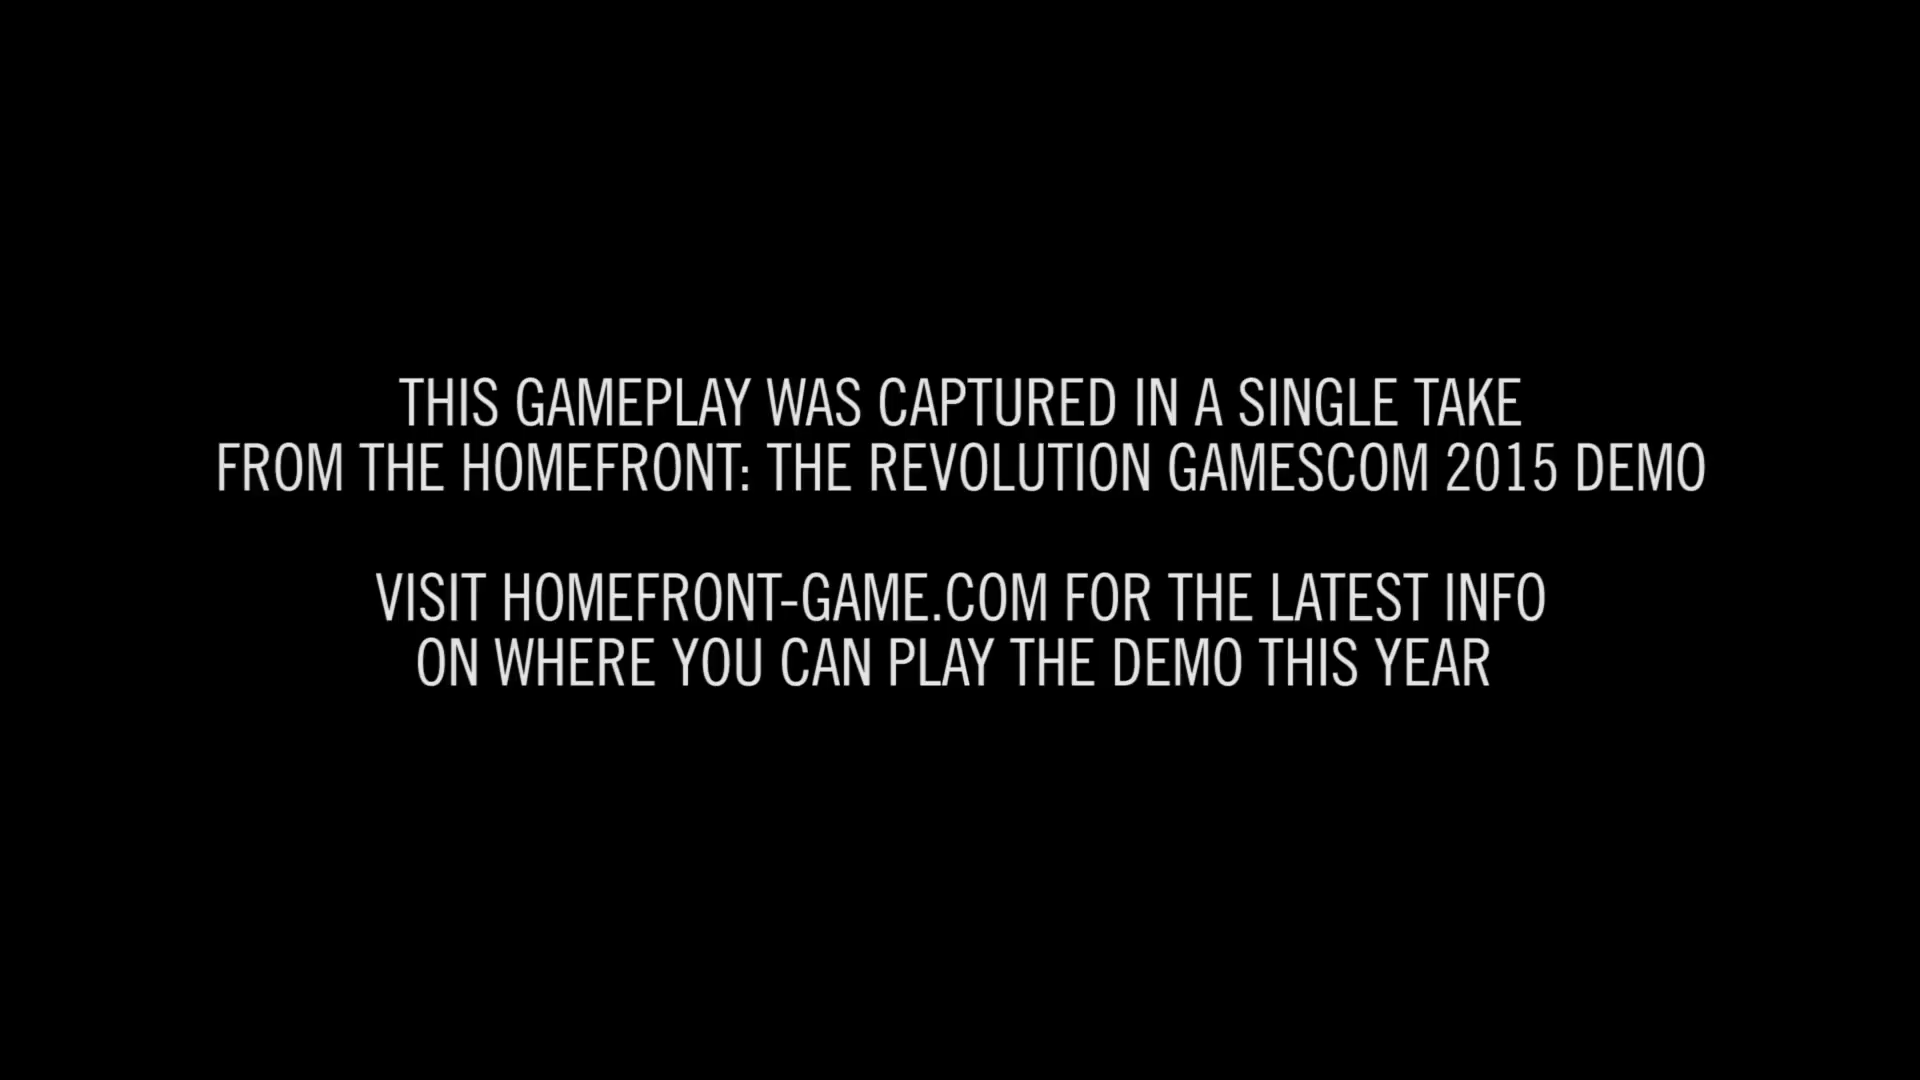 THIS GAMEPLAY WAS CAPTURED IN A SINGLE TAKE
FROM THE HOMEFRONT: THE REVOLUTION GAMESCOM 2015 DEMO
VISIT HOMEFRONT-GAME.COM FOR THE LATEST INFO
ON WHERE YOU CAN PLAY THE DEMO THIS YEAR